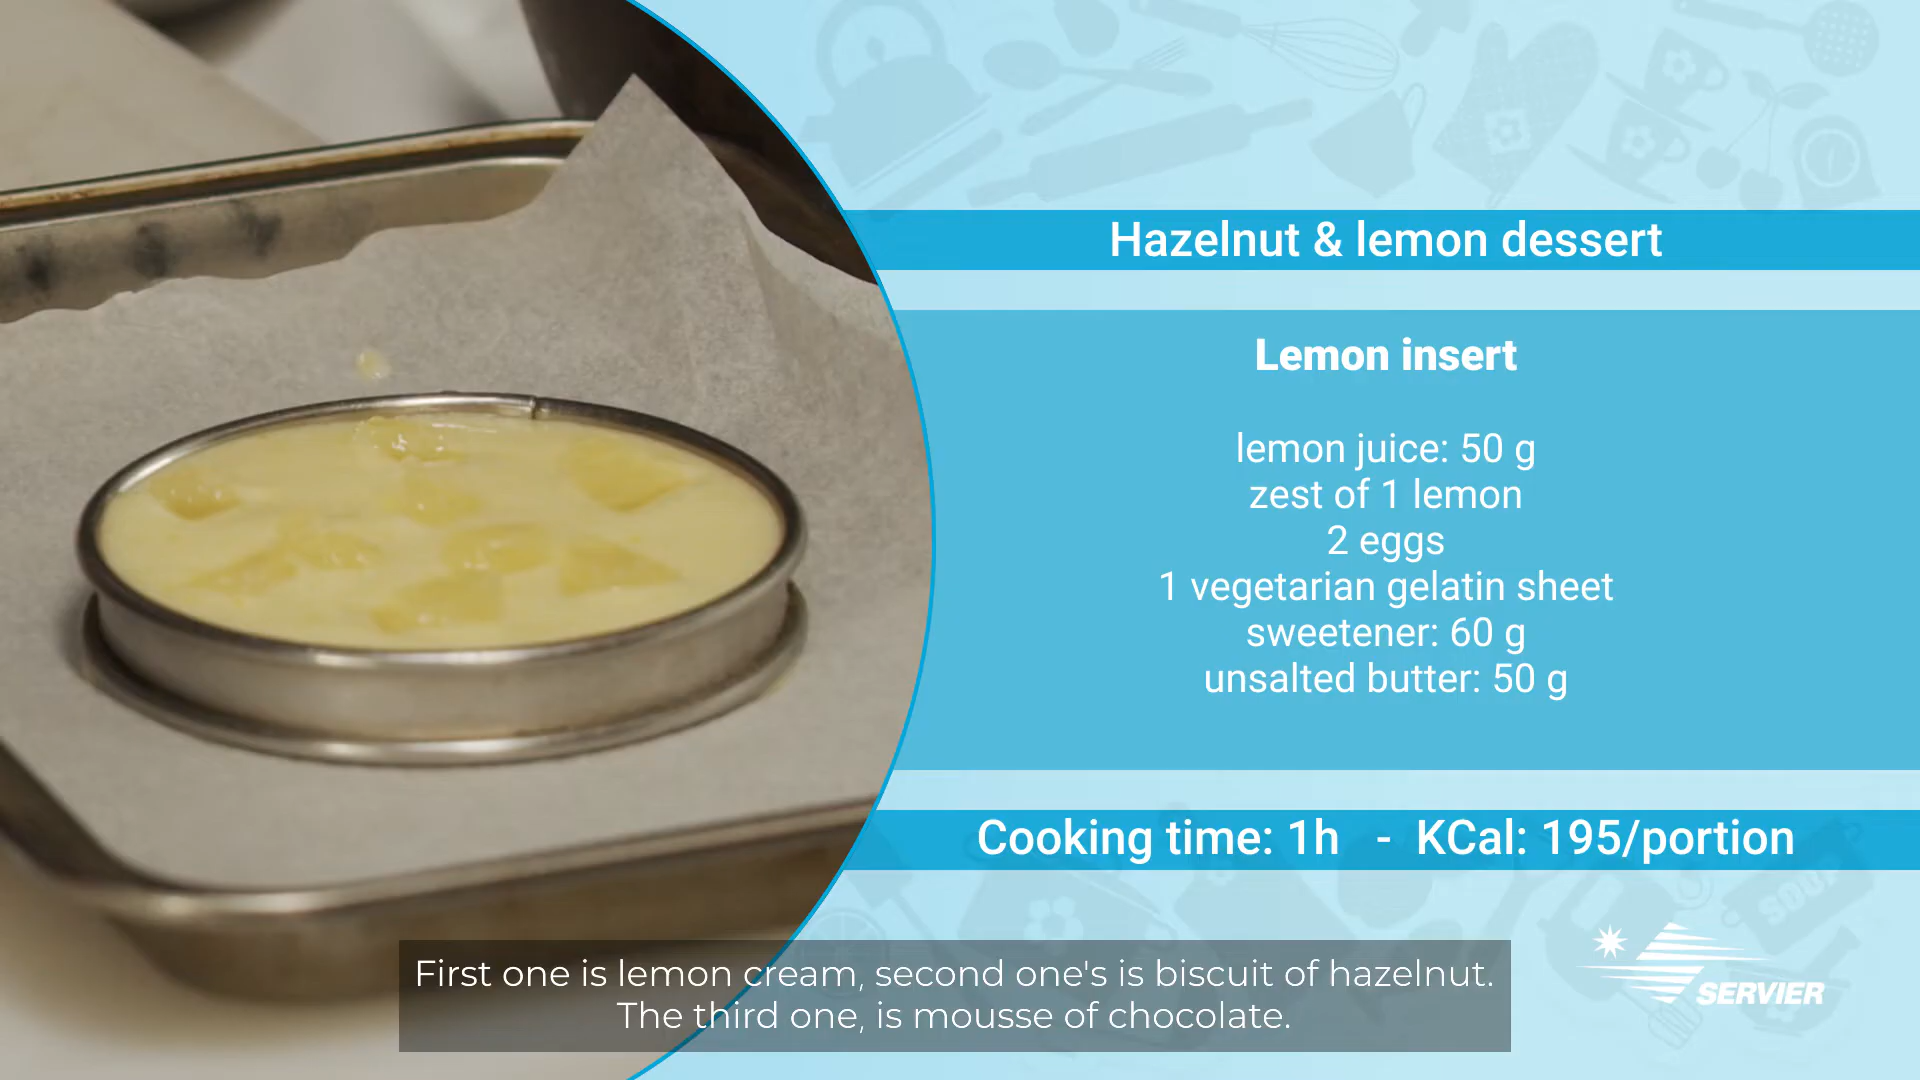 Hazelnut & lemon dessert
Lemon insert
lemon juice: 50 g
zest of 1 lemon
2 eggs
1 vegetarian gelatin sheet
sweetener: 60 g
unsalted butter: 50 g
Cooking time: 1h - KCal: 195/portion
SOUP
SERVIER
First one is lemon cream, second one's is biscuit of hazelnut.
The third one, is mousse of chocolate.